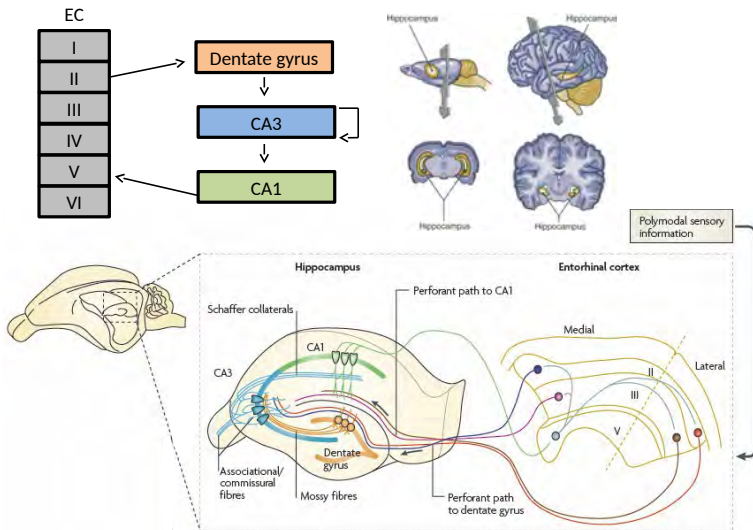 EC
I
II
III
IV
V
VI
Dentate gyrus
CA3
CA1
Hippocampus
Hippocampus
Hippocampus
Hippocampus
Polymodal sensory
information
Hippocampus
Entorhinal cortex
Schaffer collaterals
Perforant path to CA1
CA1
CA3
Medial
Lateral
II
III
V
Dentate
gyrus
Associational/
commissural
fibres
Mossy fibres
Perforant path
to dentate gyrus